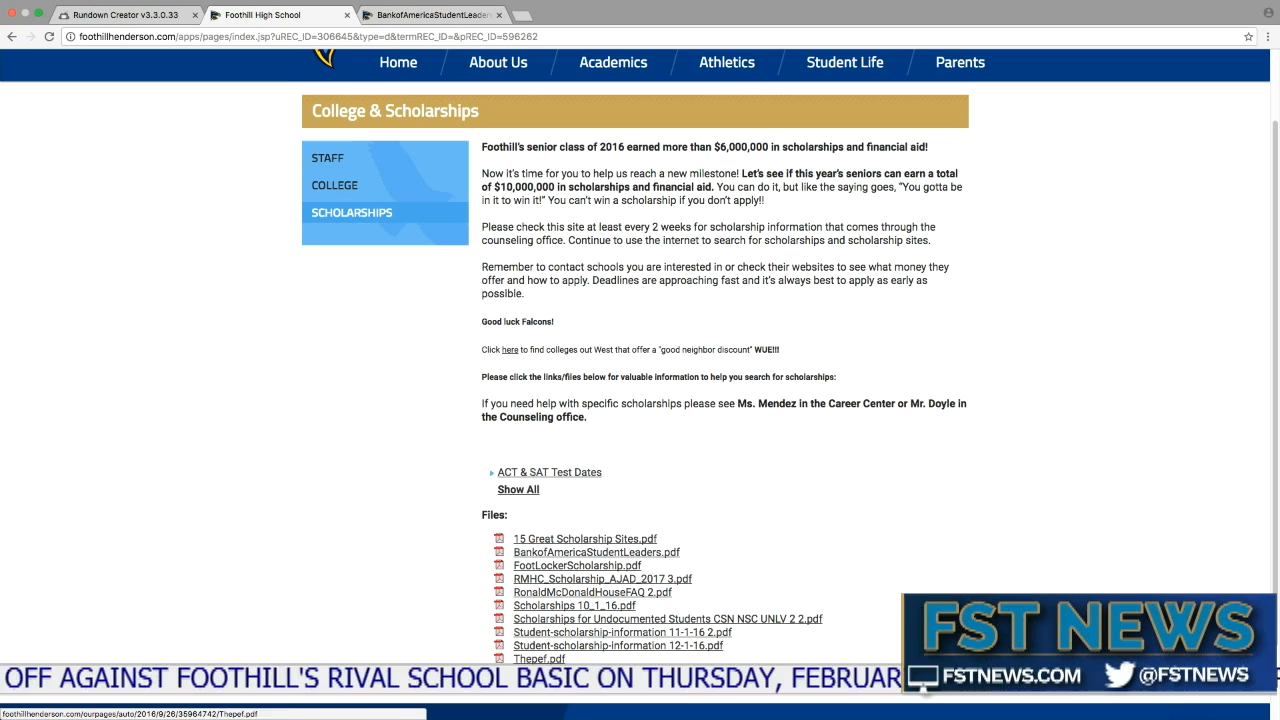 Rundown Creator v3.3.0.33
Foothill High School
BankofAmericaStudentLeaders
foothillhenderson.com/apps/pages/index.jsp?uREC_ID=306645&type=d&termREC_ID=&pREC_ID=596262
Home
About Us
Academics
Athletics
Student Life
Parents
College & Scholarships
STAFF
COLLEGE
SCHOLARSHIPS
Foothill's senior class of 2016 earned more than $6,000,000 in scholarships and financial aid!
Now it's time for you to help us reach a new milestone! Let's see if this year's seniors can earn a total
of $10,000,000 in scholarships and financial aid. You can do it, but like the saying goes, "You gotta be
in it to win it!" You can't win a scholarship if you don't apply!!
Please check this site at least every 2 weeks for scholarship information that comes through the
counseling office. Continue to use the internet to search for scholarships and scholarship sites.
Remember to contact schools you are interested in or check their websites to see what money they
offer and how to apply. Deadlines are approaching fast and it's always best to apply as early as
possible.
Good luck Falcons!
Click here to find colleges out West that offer a "good neighbor discount" WUE!!!
Please click the links/files below for valuable information to help you search for scholarships:
If you need help with specific scholarships please see Ms. Mendez in the Career Center or Mr. Doyle in
the Counseling office.
ACT & SAT Test Dates
Show All
Files:
15 Great Scholarship Sites.pdf
BankofAmericaStudentLeaders.pdf
FootLockerScholarship.pdf
RMHC_Scholarship_AJAD_2017 3.pdf
RonaldMcDonaldHouseFAQ 2.pdf
Scholarships 10_1_16.pdf
Scholarships for Undocumented Students CSN NSC UNLV 2 2.pdf
Student-scholarship-information 11-1-16 2.pdf
Student-scholarship-information 12-1-16.pdf
Thepef.pdf
FST NEWS
FSTNEWS.COM
@FSTNEWS
OFF AGAINST FOOTHILL'S RIVAL SCHOOL BASIC ON THURSDAY, FEBRUAR
foothillhenderson.com/ourpages/auto/2016/9/26/35964742/Thepef.pdf